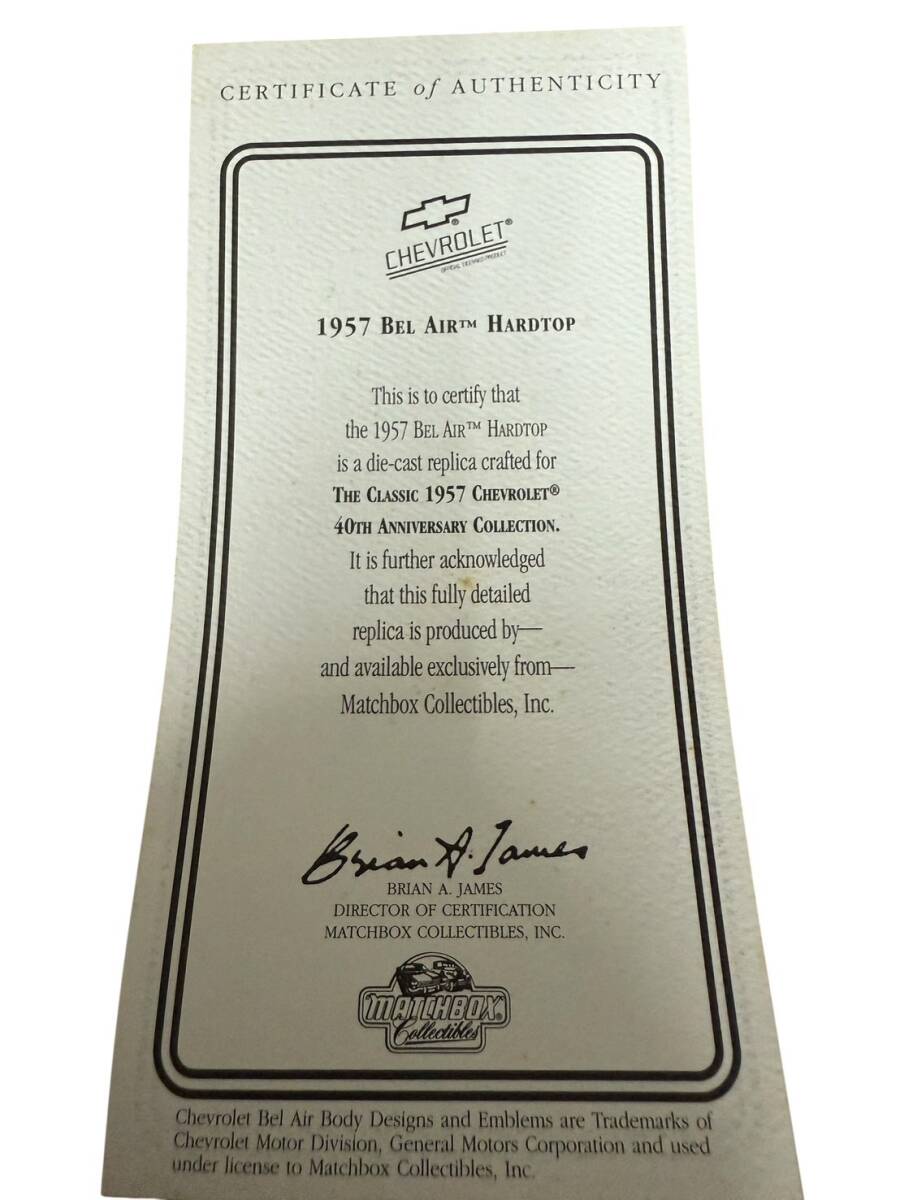 CERTIFICATE of AUTHENTICITY
CHEVROLET®
OFFICIAL LICENSED PRODUCT
1957 BEL AIR™ HARDTOP
This is to certify that
the 1957 BEL AIR™ HARDTOP
is a die-cast replica crafted for
THE CLASSIC 1957 CHEVROLET®
40TH ANNIVERSARY COLLECTION.
It is further acknowledged
that this fully detailed
replica is produced by—
and available exclusively from—
Matchbox Collectibles, Inc.
Brian A. James
BRIAN A. JAMES
DIRECTOR OF CERTIFICATION
MATCHBOX COLLECTIBLES, INC.
MATCHBOX®
Collectibles
Chevrolet Bel Air Body Designs and Emblems are Trademarks of
Chevrolet Motor Division, General Motors Corporation and used
under license to Matchbox Collectibles, Inc.